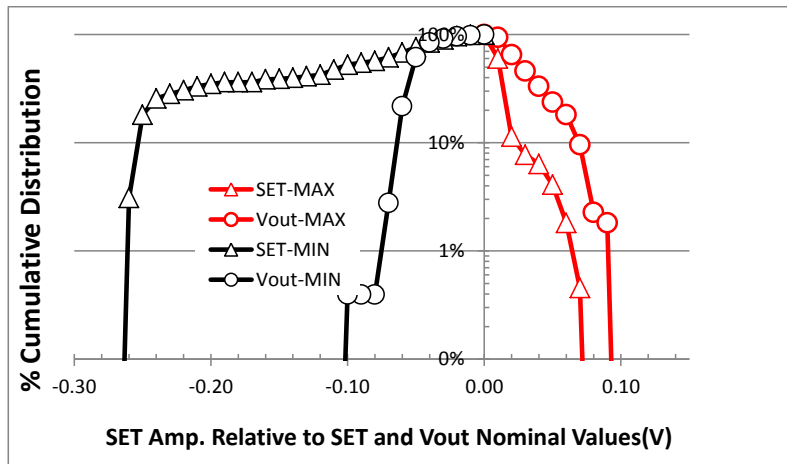 % Cumulative Distribution
100%
10%
1%
0%
SET-MAX
Vout-MAX
SET-MIN
Vout-MIN
-0.30 -0.20 -0.10 0.00 0.10
SET Amp. Relative to SET and Vout Nominal Values(V)